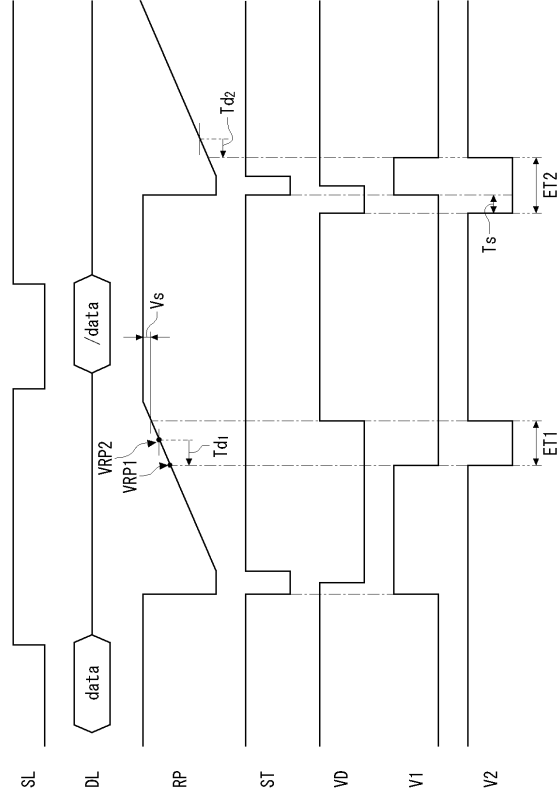 SL
DL
RP
ST
VD
V1
V2
data
/data
VRP1
VRP2
Td1
Vs
Td2
Ts
ET1
ET2